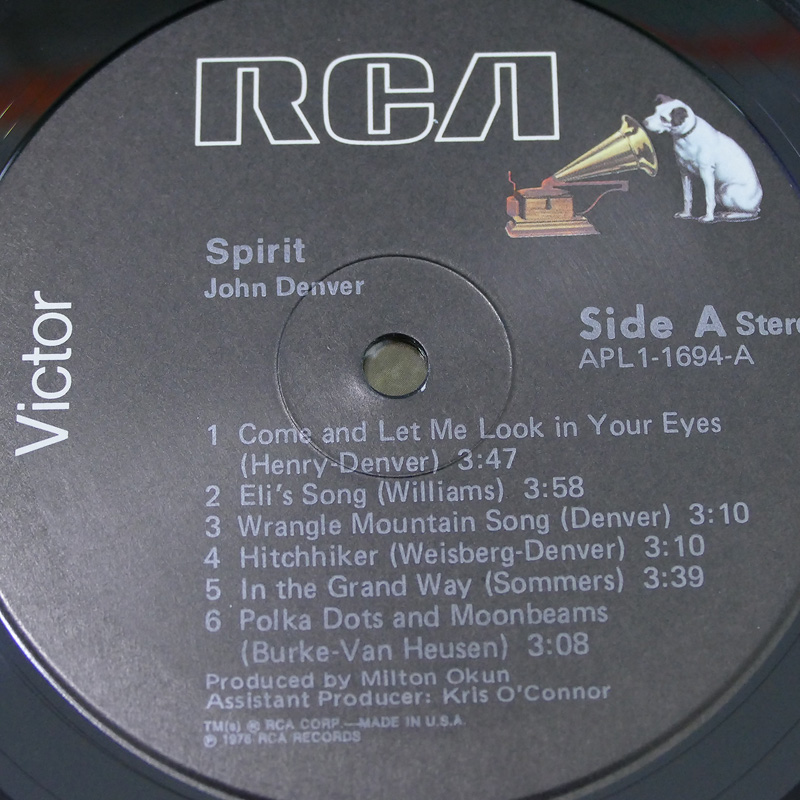 RCA
Victor
Spirit
John Denver
Side A Stere
APL1-1694-A
1 Come and Let Me Look in Your Eyes
(Henry-Denver) 3:47
2 Eli's Song (Williams) 3:58
3 Wrangle Mountain Song (Denver) 3:10
4 Hitchhiker (Weisberg-Denver) 3:10
5 In the Grand Way (Sommers) 3:39
6 Polka Dots and Moonbeams
(Burke-Van Heusen) 3:08
Produced by Milton Okun
Assistant Producer: Kris O'Connor
TM(s) ® RCA CORP.—MADE IN U.S.A.
℗ 1976 RCA RECORDS